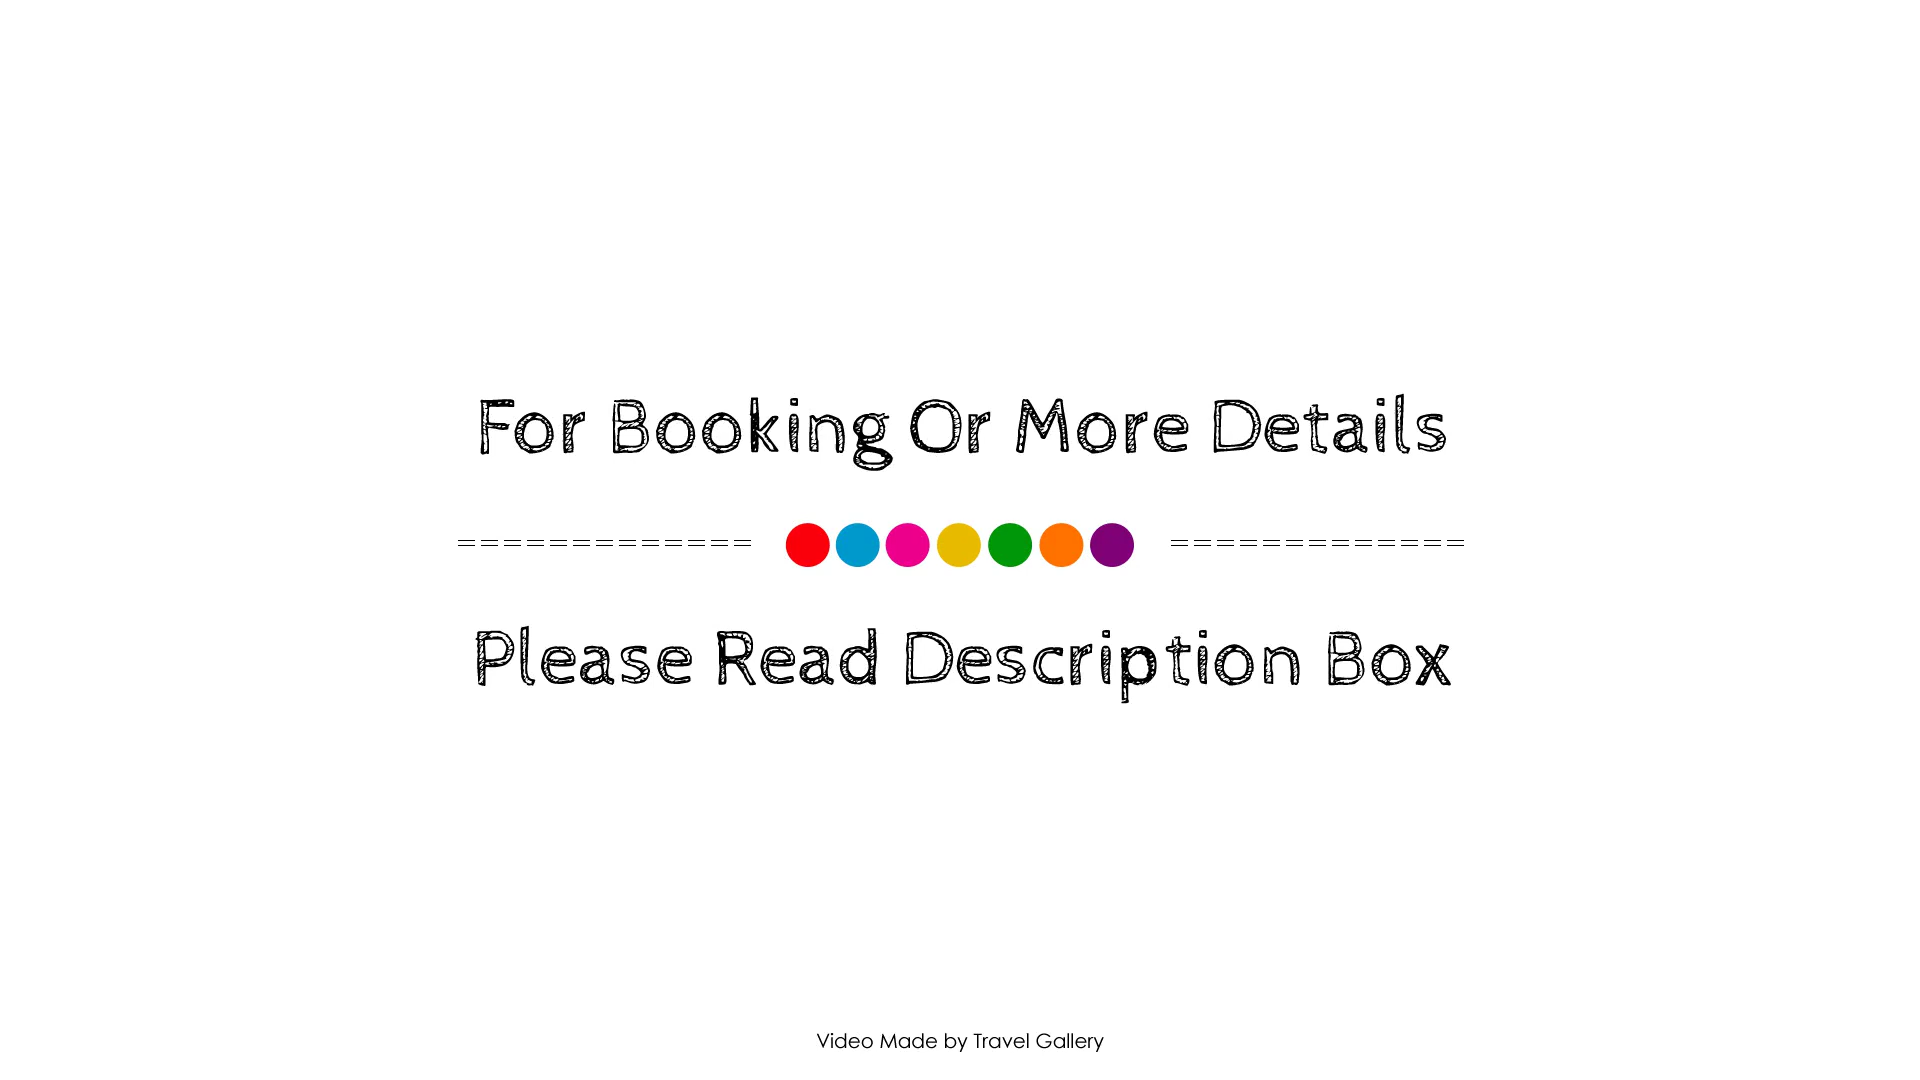 For Booking Or More Details
============= =============
Please Read Description Box
Video Made by Travel Gallery